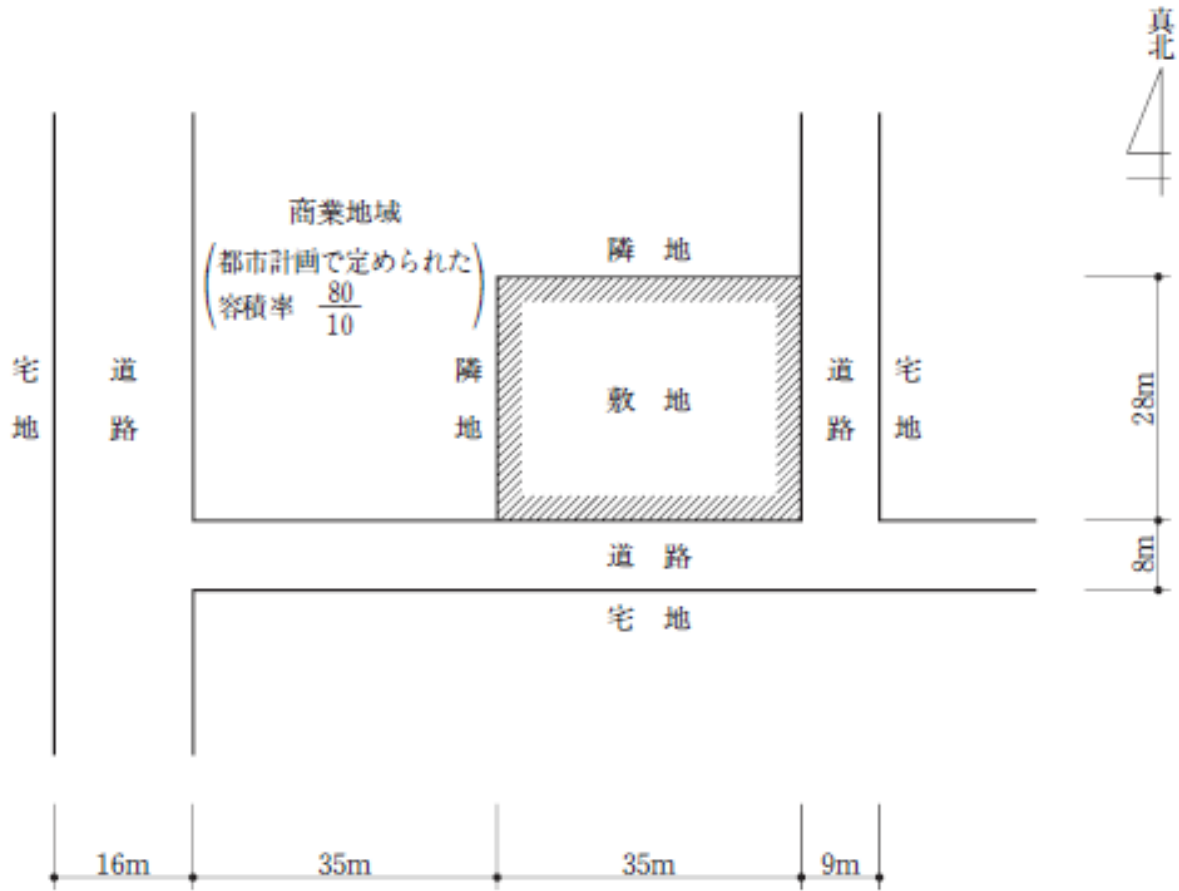 真北
商業地域
(都市計画で定められた
容積率 80/10)
隣 地
宅地
道路
隣地
敷 地
道路
宅地
28m
道 路
8m
宅 地
16m
35m
35m
9m